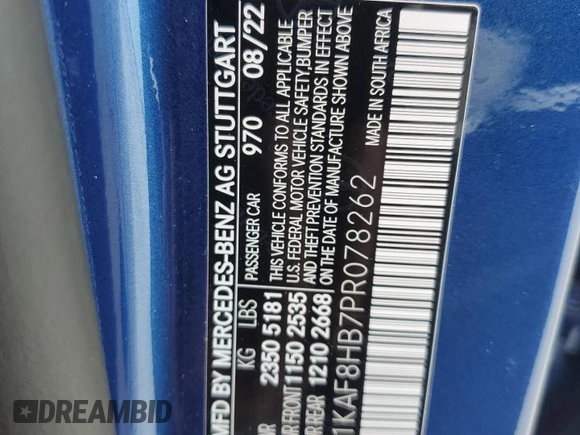 MFD BY MERCEDES-BENZ AG STUTTGART
970 08/22
KG LBS PASSENGER CAR
2350 5181 THIS VEHICLE CONFORMS TO ALL APPLICABLE
FRONT 1150 2535 U.S. FEDERAL MOTOR VEHICLE SAFETY, BUMPER
REAR 1210 2668 AND THEFT PREVENTION STANDARDS IN EFFECT
ON THE DATE OF MANUFACTURE SHOWN ABOVE
KAF8HB7PR078262 MADE IN SOUTH AFRICA
DREAMBID